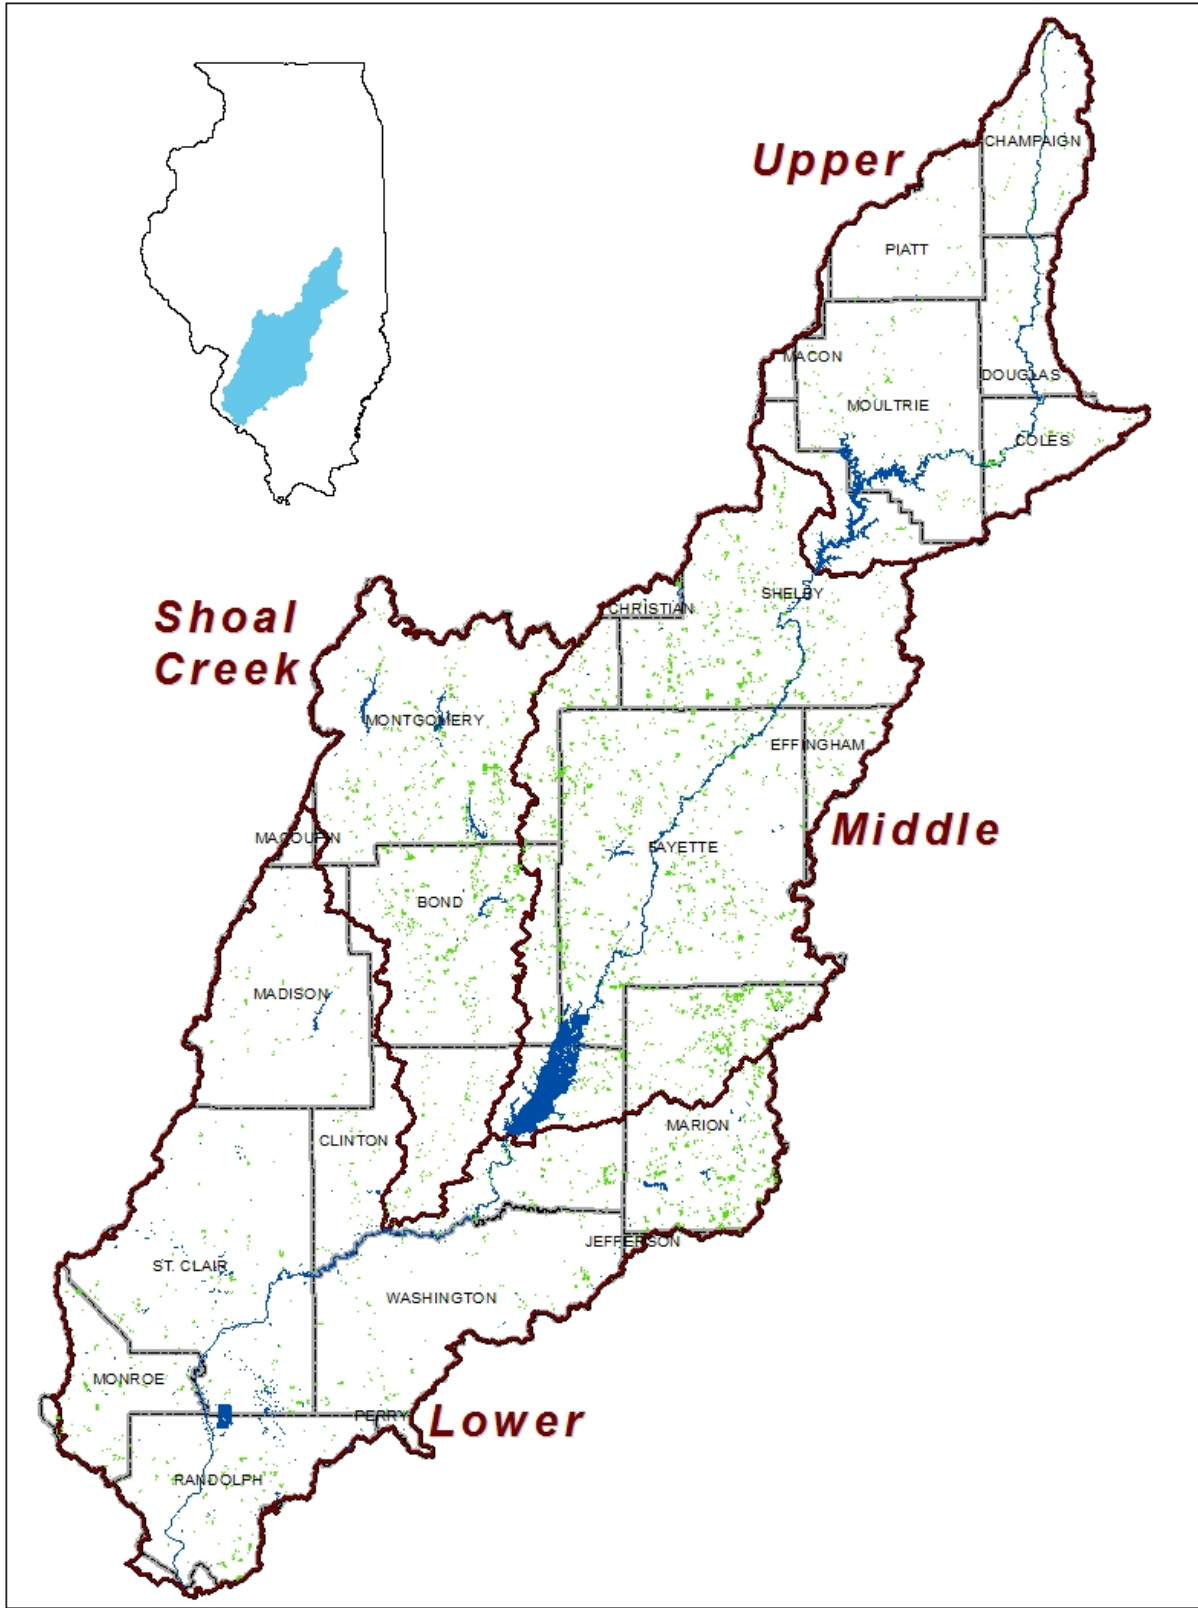 Upper
CHAMPAIGN
PIATT
MACON
DOUGLAS
MOULTRIE
COLES
SHELBY
CHRISTIAN
Shoal
Creek
MONTGOMERY
EFFINGHAM
Middle
MACOUPIN
FAYETTE
BOND
MADISON
MARION
CLINTON
JEFFERSON
ST. CLAIR
WASHINGTON
MONROE
PERRY
Lower
RANDOLPH